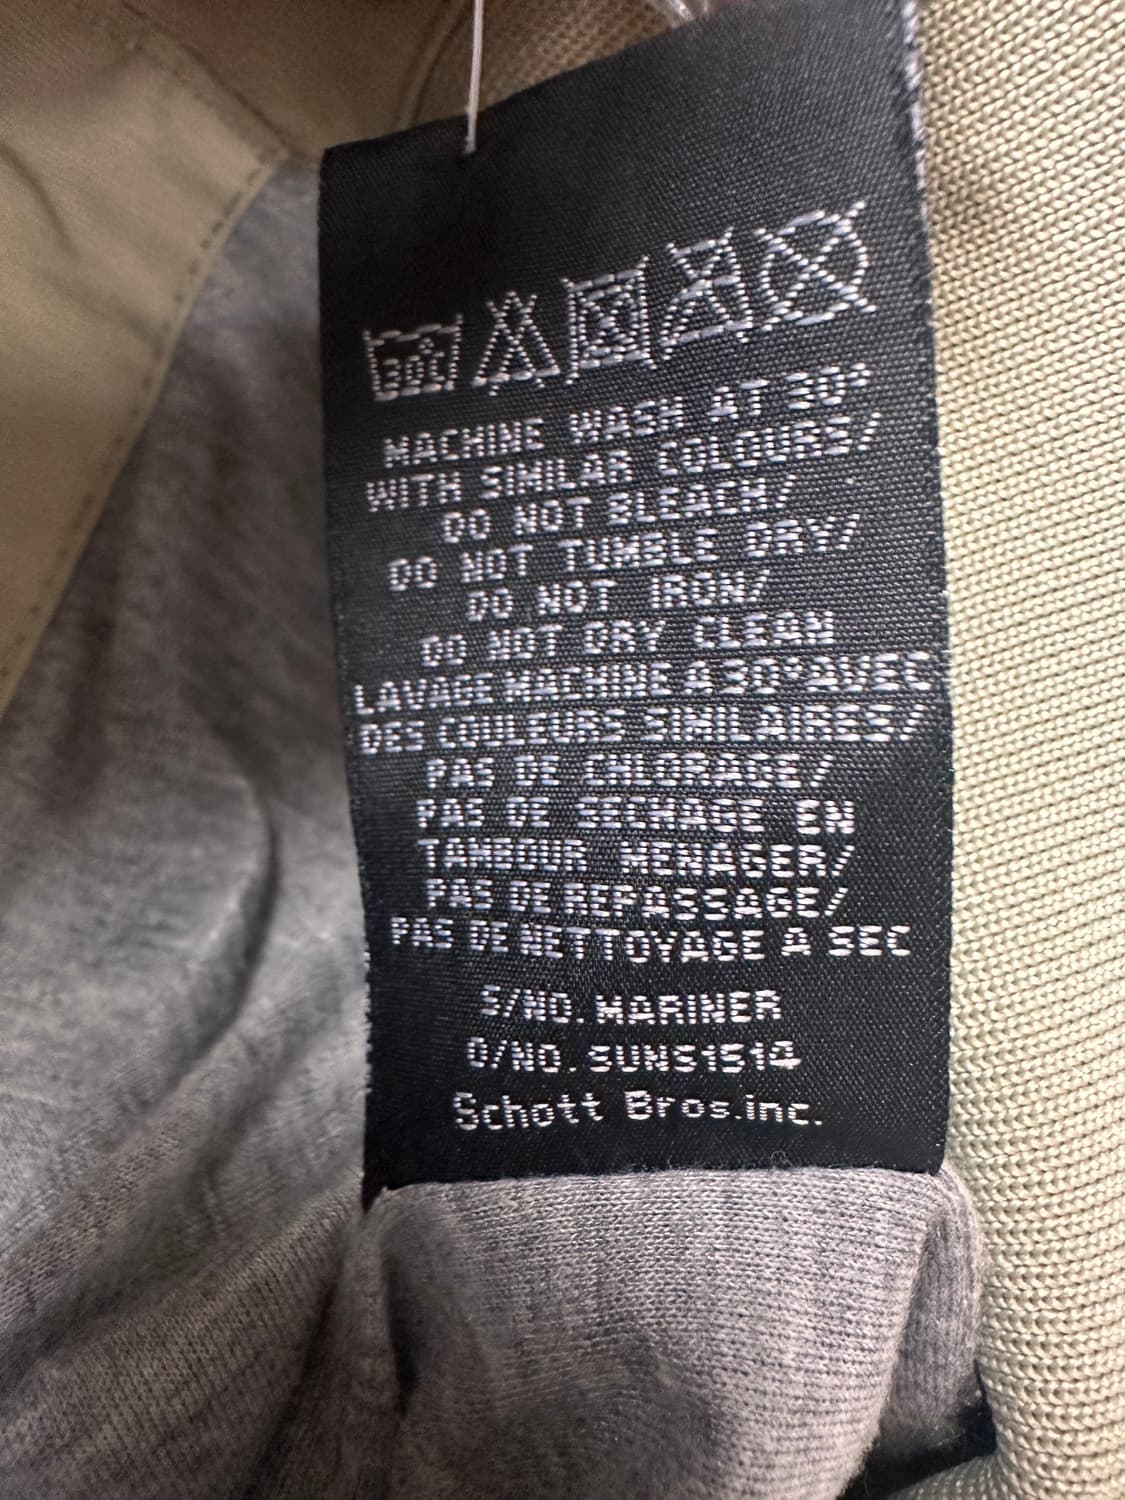 30°C
MACHINE WASH AT 30°
WITH SIMILAR COLOURS/
DO NOT BLEACH/
DO NOT TUMBLE DRY/
DO NOT IRON/
DO NOT DRY CLEAN
LAVAGE MACHINE A 30° AVEC
DES COULEURS SIMILAIRES/
PAS DE CHLORAGE/
PAS DE SECHAGE EN
TAMBOUR MENAGER/
PAS DE REPASSAGE/
PAS DE NETTOYAGE A SEC
S/NO. MARINER
O/NO. SUNS1514
Schott Bros.inc.